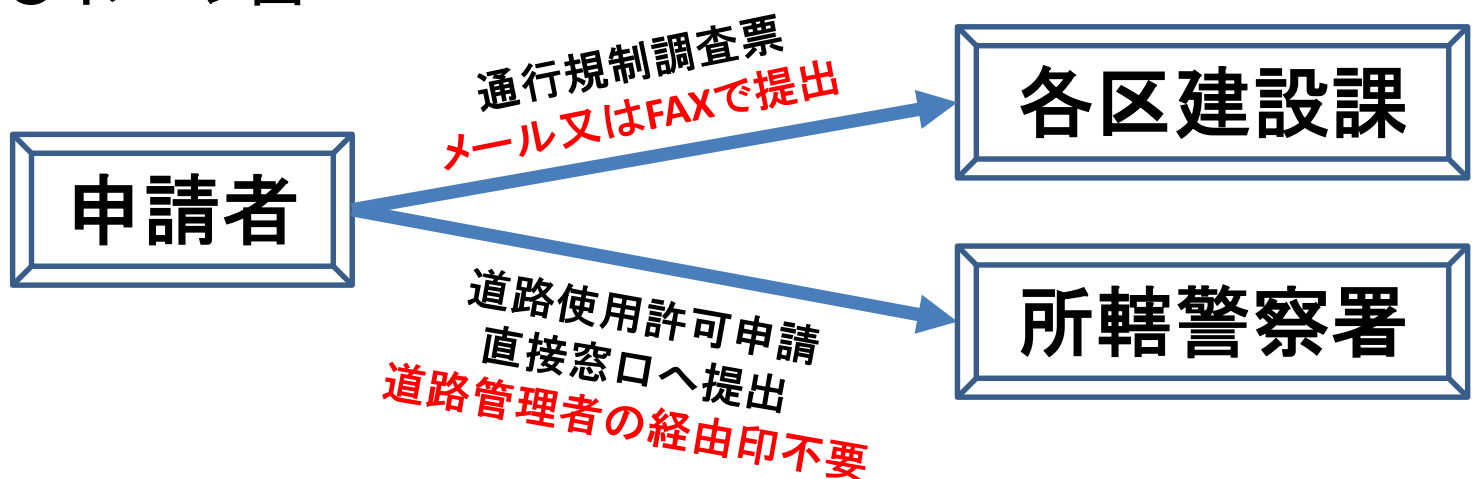 申請者
通行規制調査票
メール又はFAXで提出
各区建設課
道路使用許可申請
直接窓口へ提出
道路管理者の経由印不要
所轄警察署